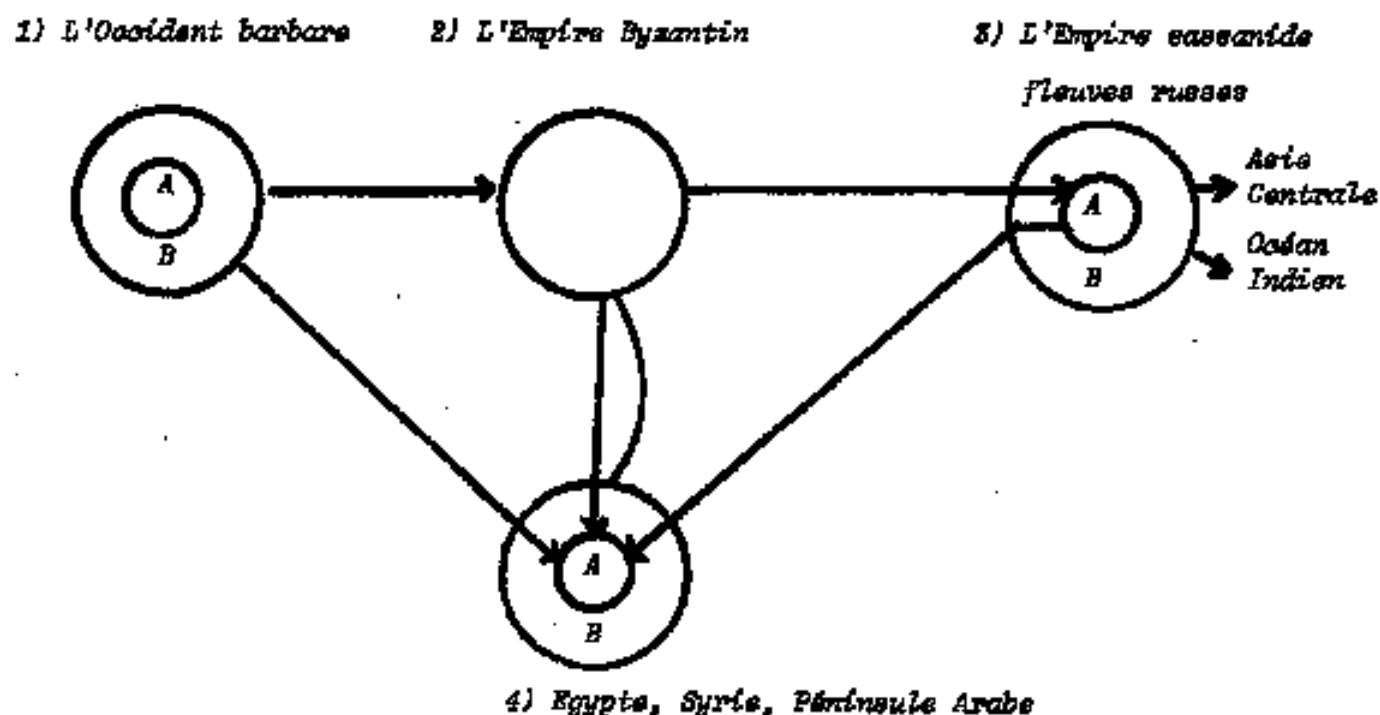 1) L'Occident barbare
2) L'Empire Byzantin
3) L'Empire sassanide
fleuves russes
A
B
A
B
Asie
Centrale
Océan
Indien
A
B
4) Egypte, Syrie, Péninsule Arabe